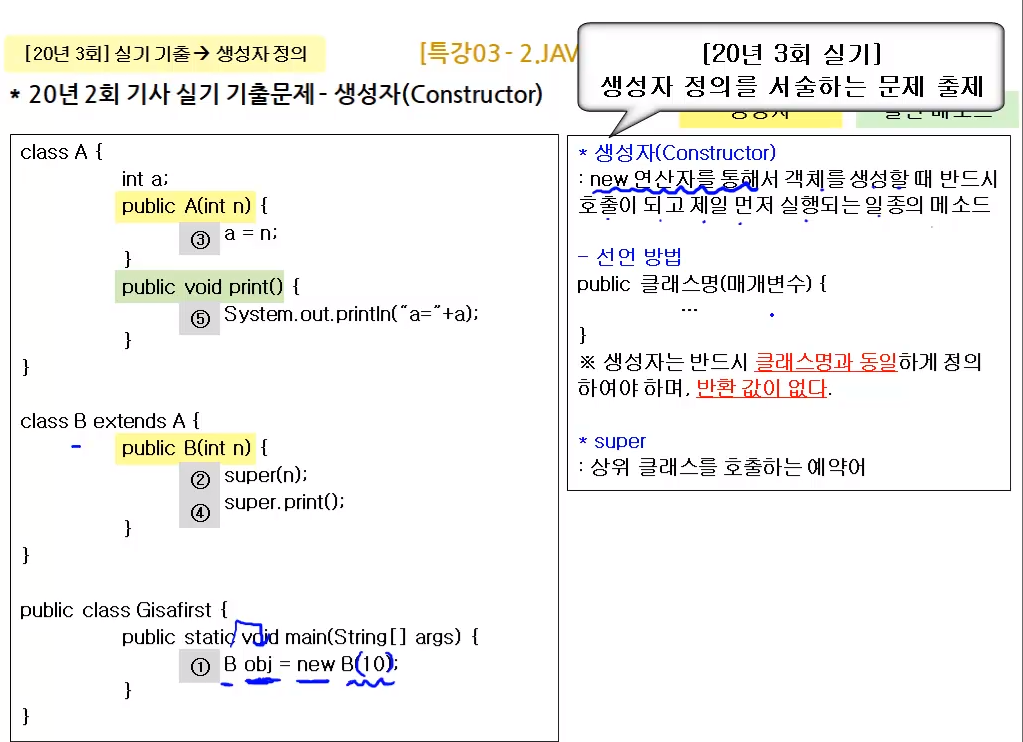 [20년 3회] 실기 기출→ 생성자 정의
[특강03 - 2.JAV
[20년 3회 실기]
생성자 정의를 서술하는 문제 출제
* 20년 2회 기사 실기 기출문제 - 생성자(Constructor)
class A {
int a;
public A(int n) {
③ a = n;
}
public void print() {
⑤ System.out.println("a="+a);
}
}
class B extends A {
public B(int n) {
② super(n);
④ super.print();
}
}
public class Gisafirst {
public static void main(String[] args) {
① B obj = new B(10);
}
}
* 생성자(Constructor)
: new 연산자를 통해서 객체를 생성할 때 반드시
호출이 되고 제일 먼저 실행되는 일종의 메소드
- 선언 방법
public 클래스명(매개변수) {
...
}
※ 생성자는 반드시 클래스명과 동일하게 정의
하여야 하며, 반환 값이 없다.
* super
: 상위 클래스를 호출하는 예약어